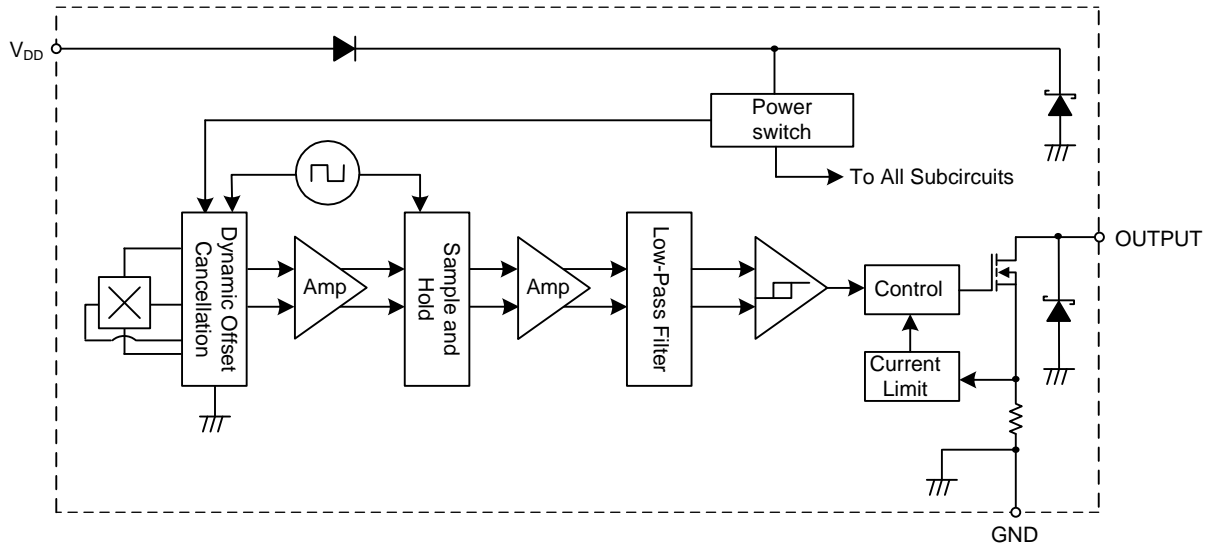 VDD
Power
switch
To All Subcircuits
Dynamic Offset
Cancellation
Amp
Sample and
Hold
Amp
Low-Pass Filter
Control
Current
Limit
OUTPUT
GND